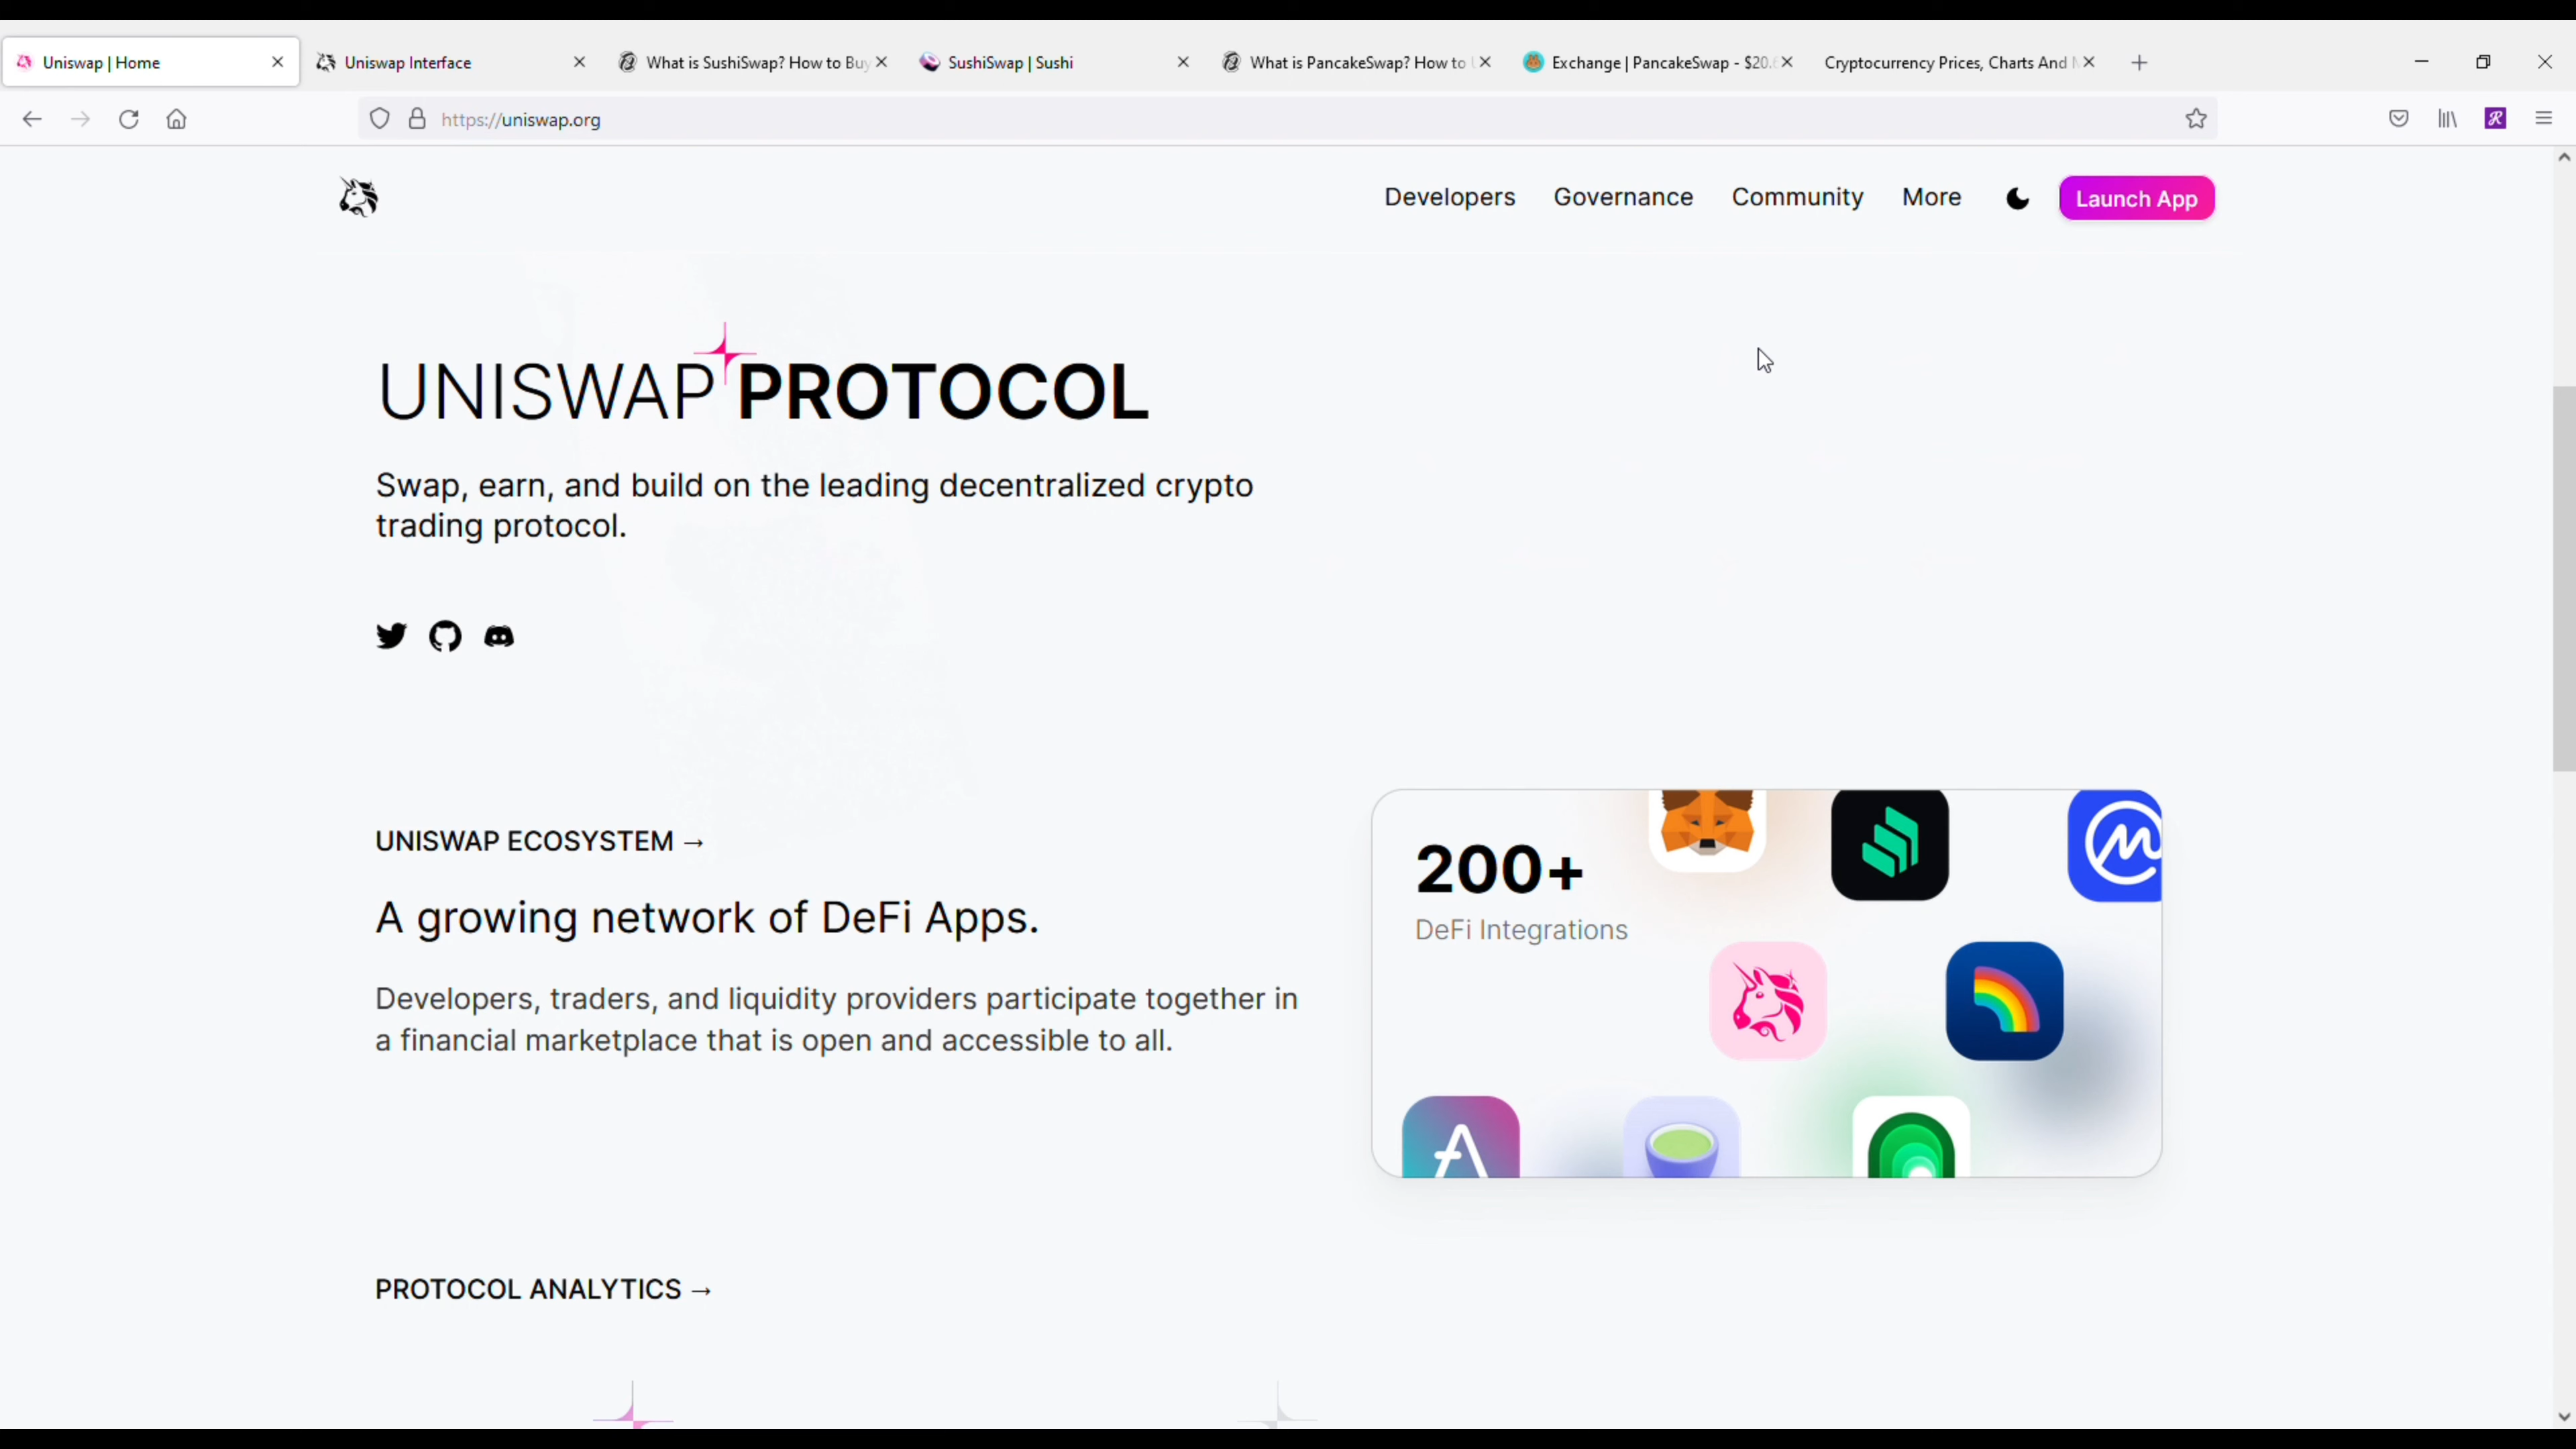 Uniswap | Home
Uniswap Interface
What is SushiSwap? How to Buy
SushiSwap | Sushi
What is PancakeSwap? How to
Exchange | PancakeSwap - $20.
Cryptocurrency Prices, Charts And
https://uniswap.org
Developers
Governance
Community
More
Launch App
UNISWAP PROTOCOL
Swap, earn, and build on the leading decentralized crypto
trading protocol.
UNISWAP ECOSYSTEM →
A growing network of DeFi Apps.
Developers, traders, and liquidity providers participate together in
a financial marketplace that is open and accessible to all.
200+
DeFi Integrations
PROTOCOL ANALYTICS →